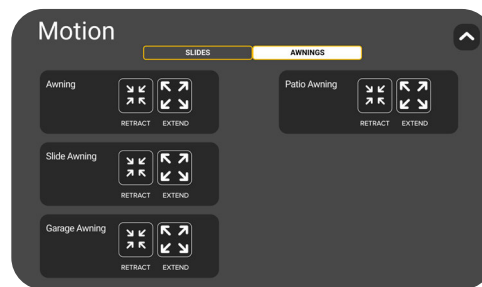 Motion
SLIDES AWNINGS
Awning
RETRACT EXTEND
Patio Awning
RETRACT EXTEND
Slide Awning
RETRACT EXTEND
Garage Awning
RETRACT EXTEND